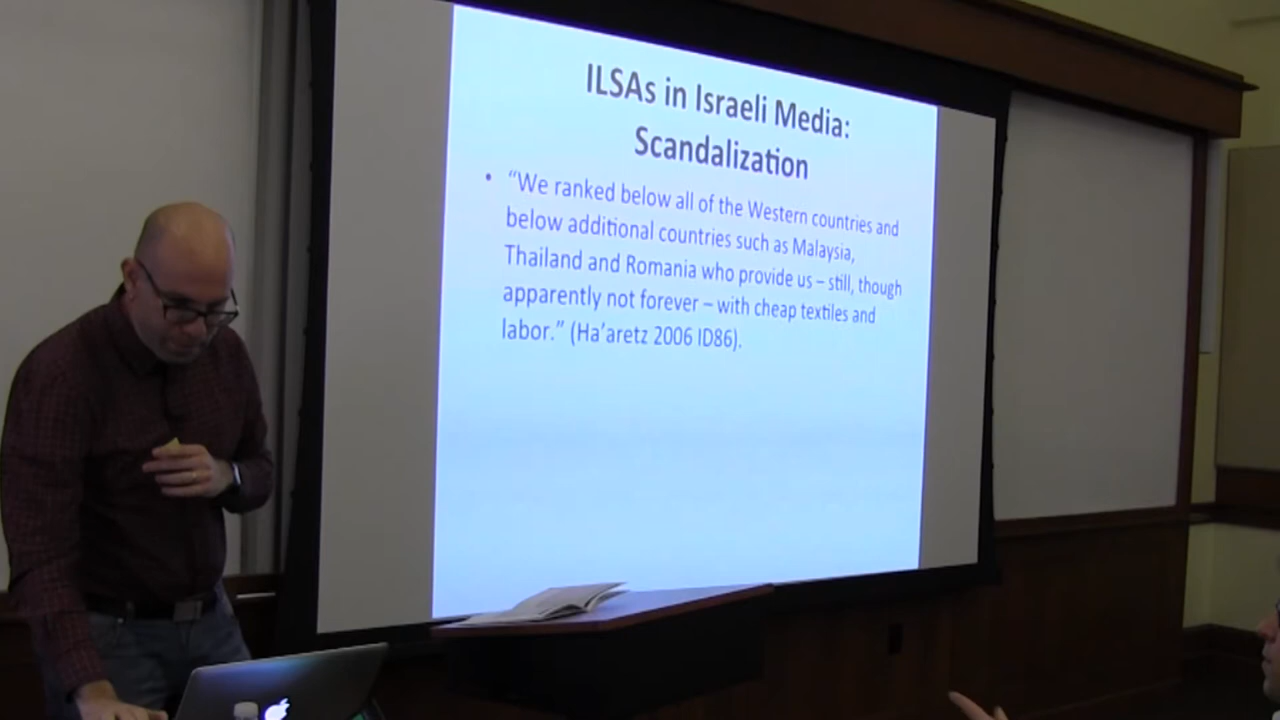 ILSAs in Israeli Media:
Scandalization
• “We ranked below all of the Western countries and
below additional countries such as Malaysia,
Thailand and Romania who provide us – still, though
apparently not forever – with cheap textiles and
labor.” (Ha’aretz 2006 ID86).